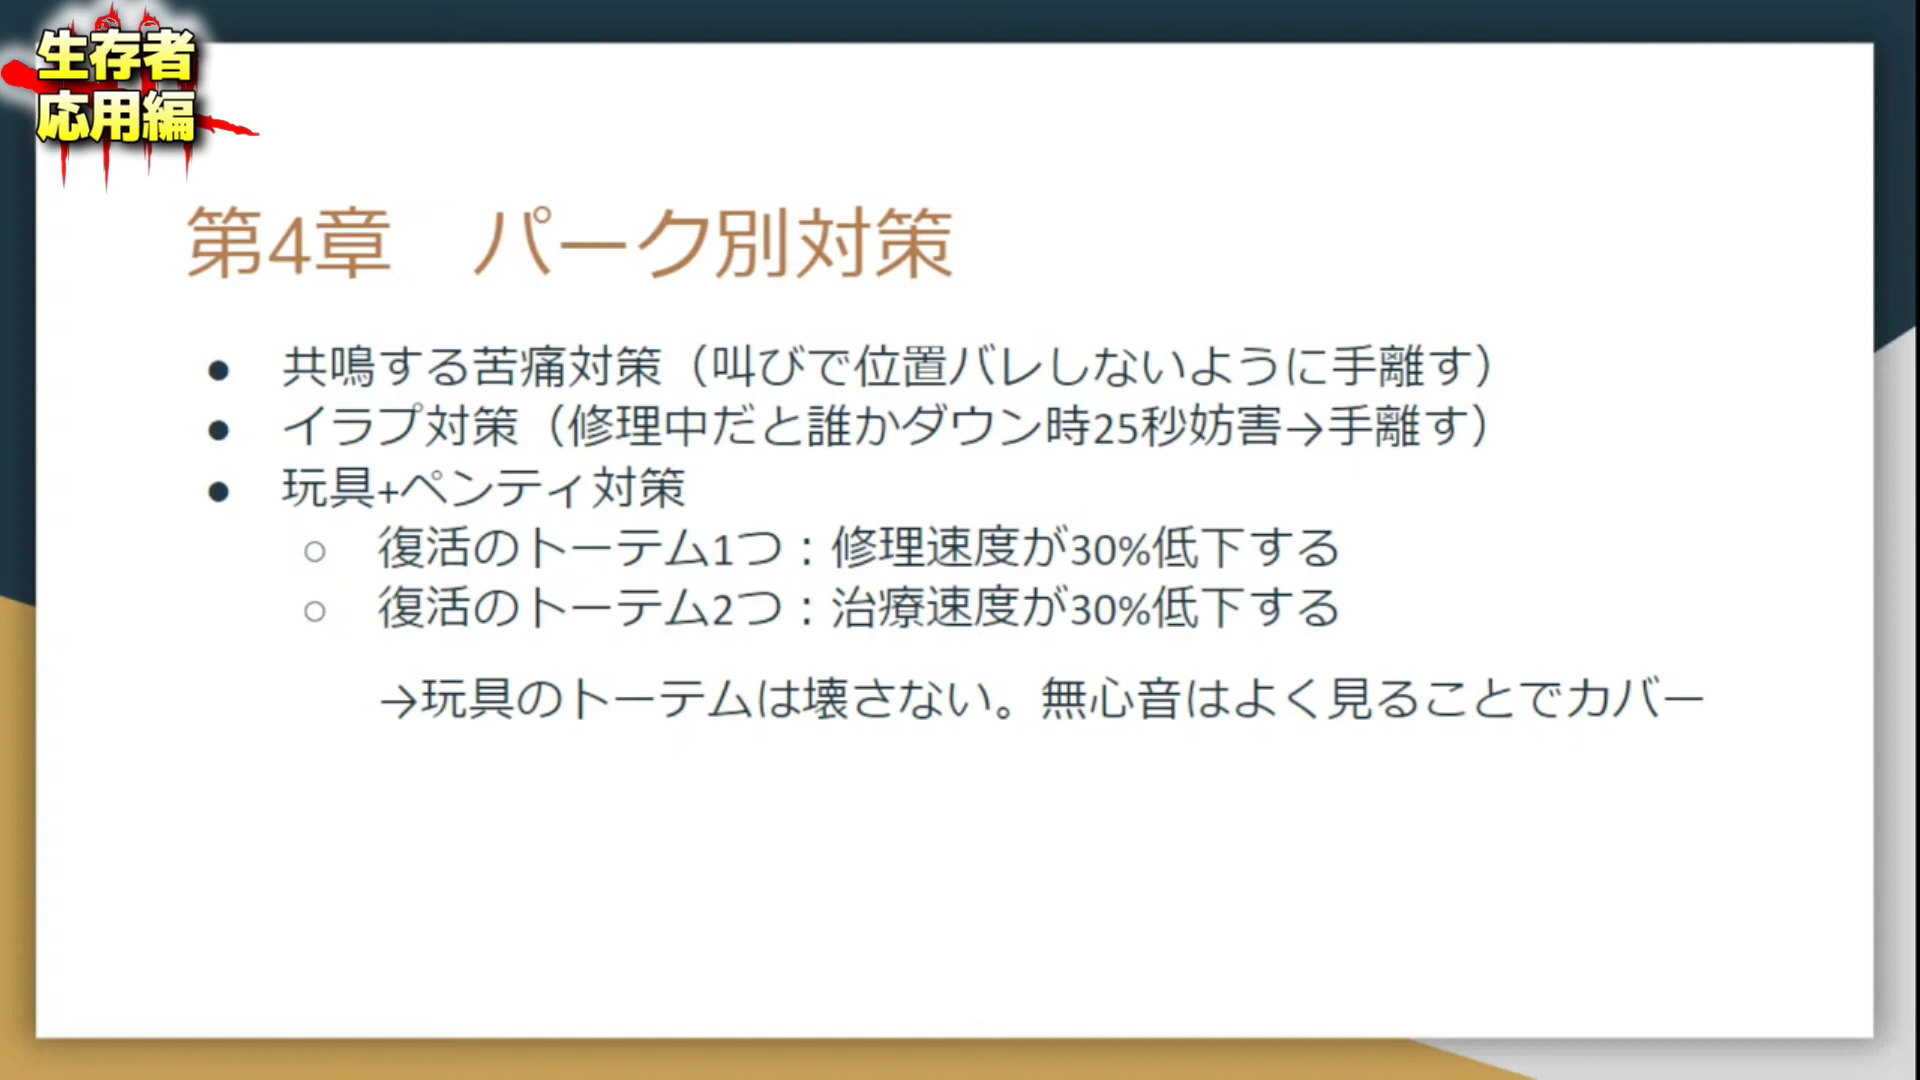 生存者
応用編
第4章　パーク別対策
● 共鳴する苦痛対策（叫びで位置バレしないように手離す）
● イラプ対策（修理中だと誰かダウン時25秒妨害→手離す）
● 玩具+ペンティ対策
○ 復活のトーテム1つ：修理速度が30%低下する
○ 復活のトーテム2つ：治療速度が30%低下する
→玩具のトーテムは壊さない。無心音はよく見ることでカバー